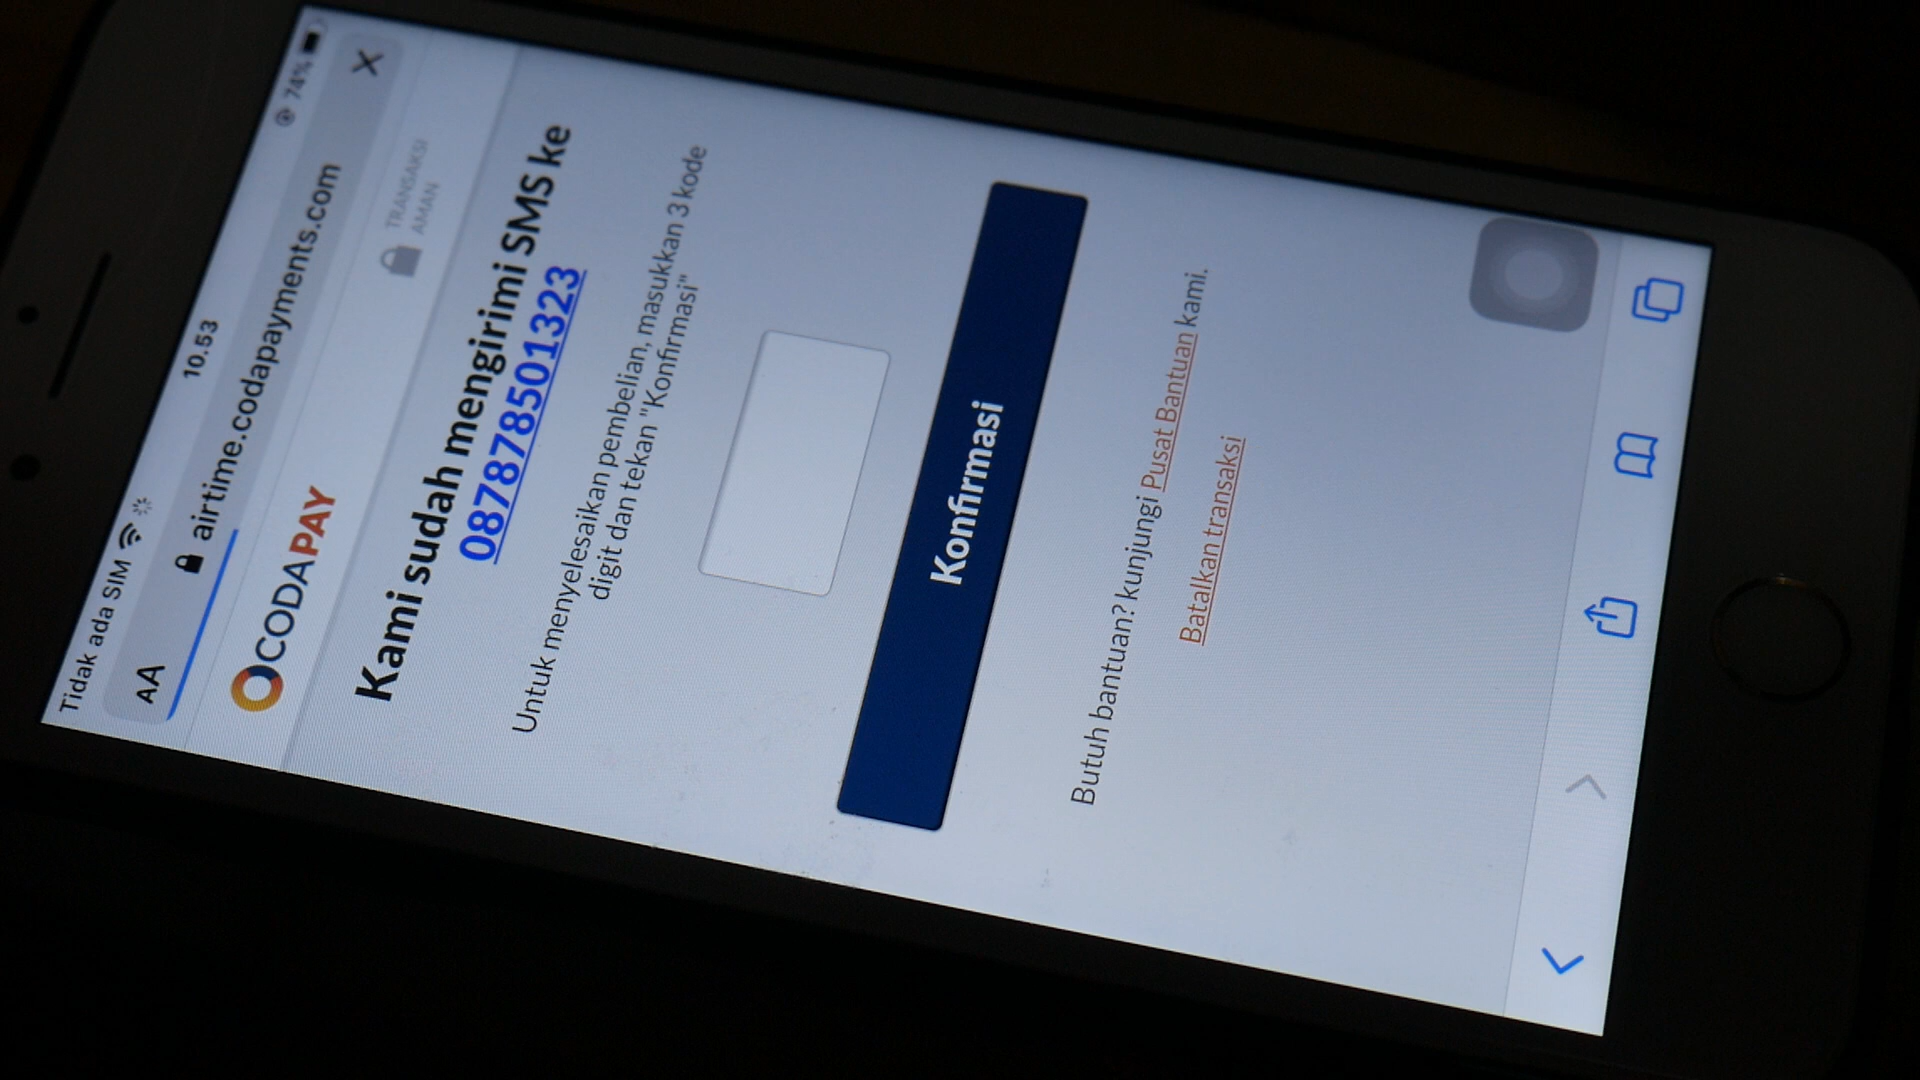 Tidak ada SIM 10.53 74%
AA airtime.codapayments.com
CODAPAY TRANSAKSI
AMAN
Kami sudah mengirimi SMS ke
087878501323
Untuk menyelesaikan pembelian, masukkan 3 kode
digit dan tekan "Konfirmasi"
Konfirmasi
Butuh bantuan? kunjungi Pusat Bantuan kami.
Batalkan transaksi